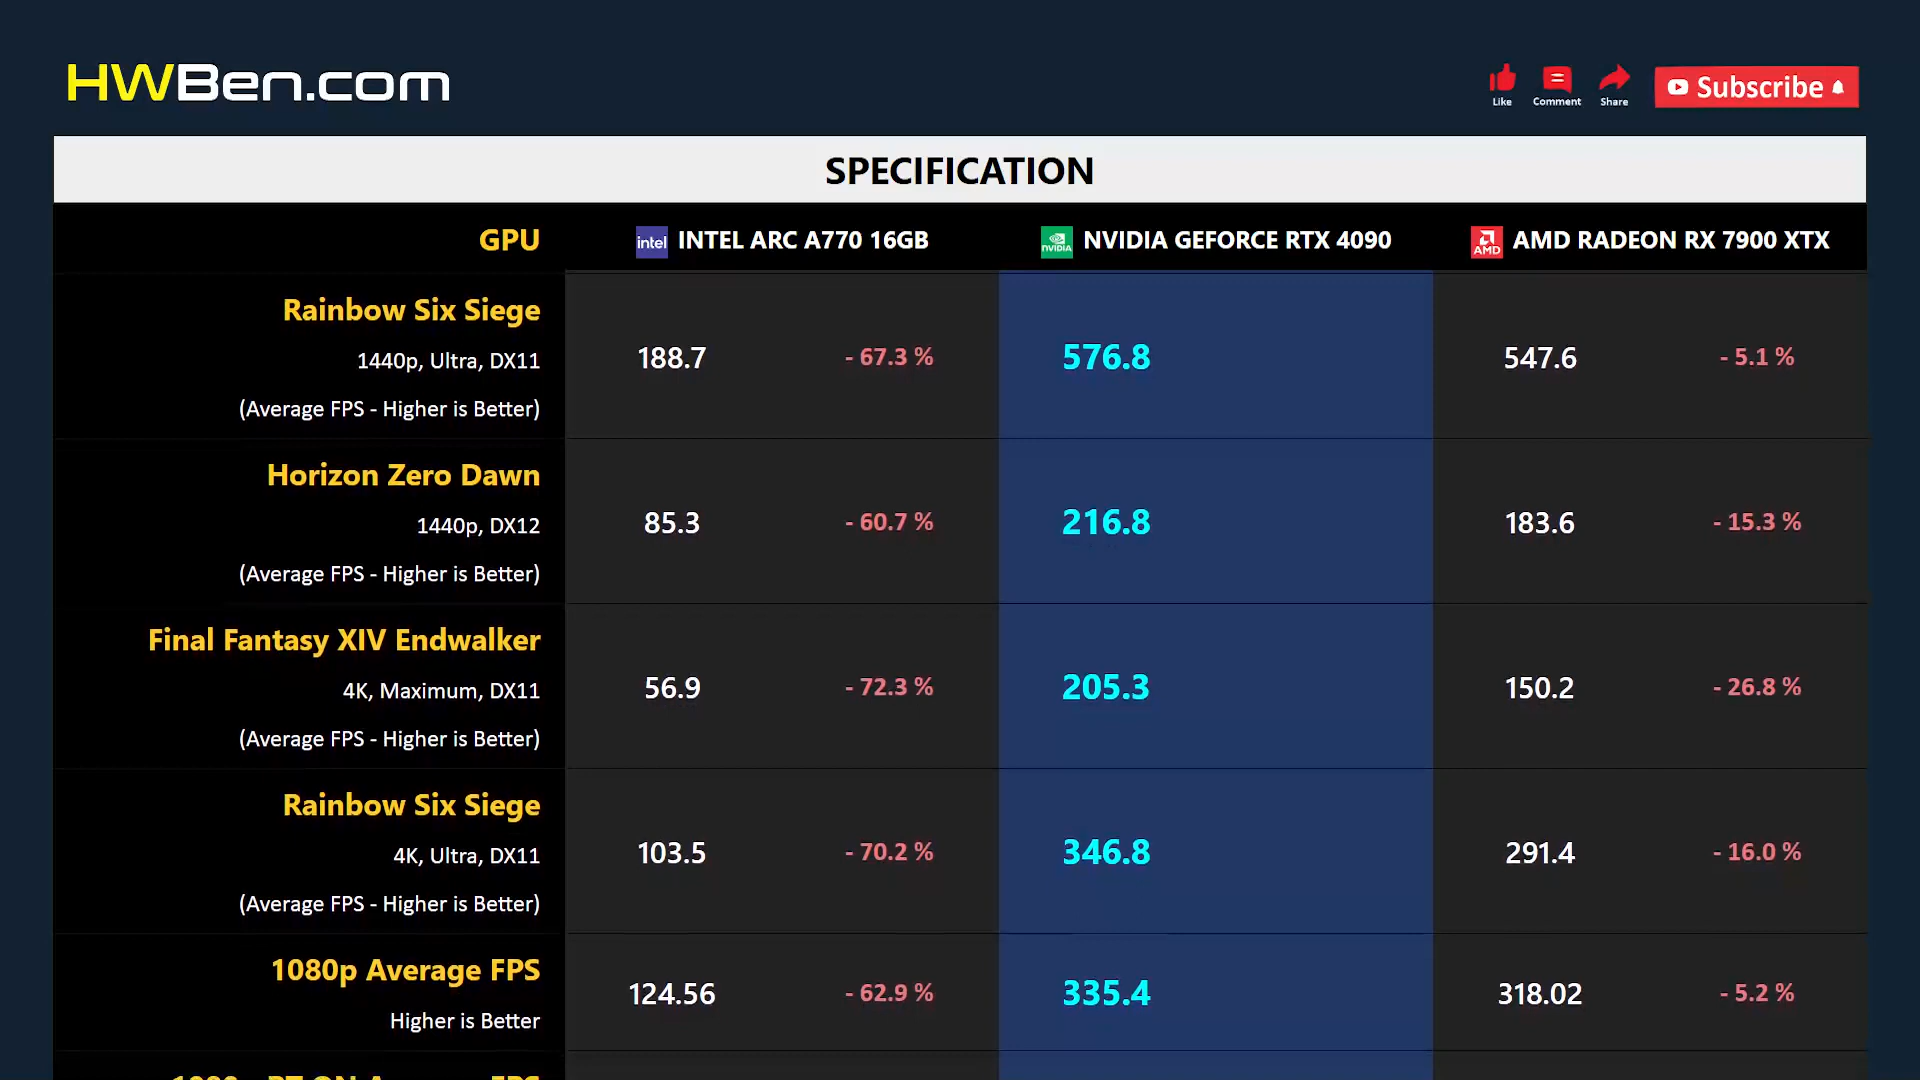 HWBen.com
Like
Comment
Share
Subscribe
SPECIFICATION
GPU
intel INTEL ARC A770 16GB
NVIDIA NVIDIA GEFORCE RTX 4090
AMD AMD RADEON RX 7900 XTX
Rainbow Six Siege
1440p, Ultra, DX11
(Average FPS - Higher is Better)
188.7 - 67.3 % 576.8 547.6 - 5.1 %
Horizon Zero Dawn
1440p, DX12
(Average FPS - Higher is Better)
85.3 - 60.7 % 216.8 183.6 - 15.3 %
Final Fantasy XIV Endwalker
4K, Maximum, DX11
(Average FPS - Higher is Better)
56.9 - 72.3 % 205.3 150.2 - 26.8 %
Rainbow Six Siege
4K, Ultra, DX11
(Average FPS - Higher is Better)
103.5 - 70.2 % 346.8 291.4 - 16.0 %
1080p Average FPS
Higher is Better
124.56 - 62.9 % 335.4 318.02 - 5.2 %